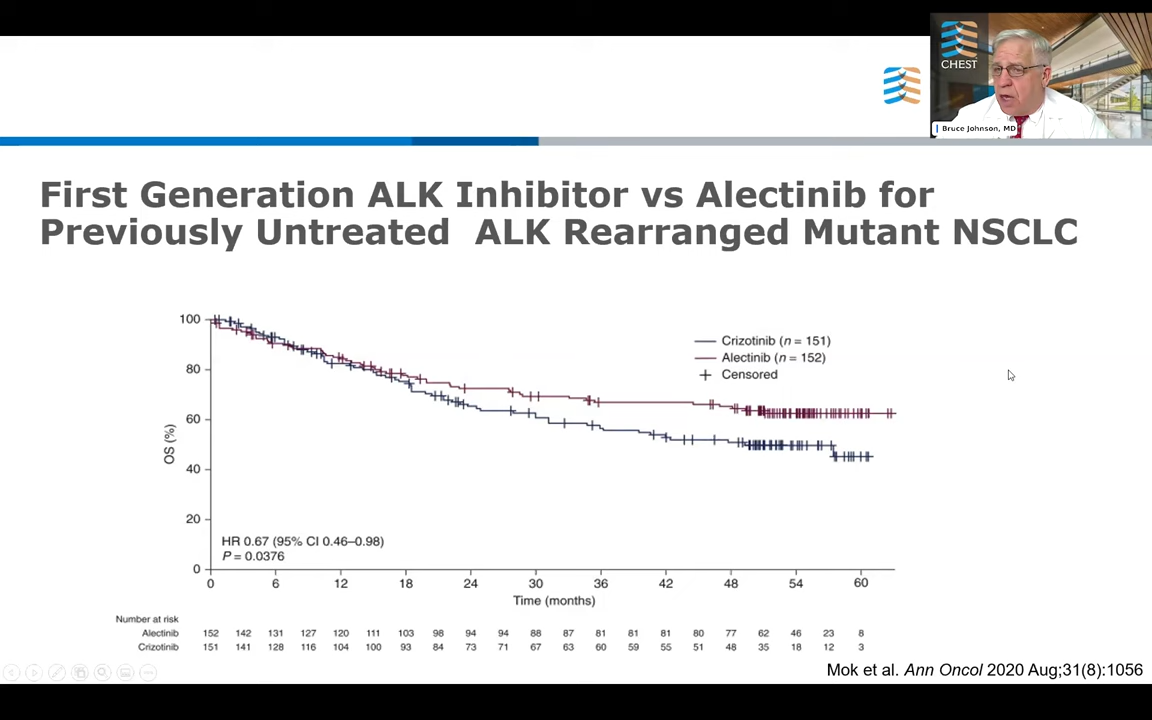 CHEST
Bruce Johnson, MD
First Generation ALK Inhibitor vs Alectinib for
Previously Untreated ALK Rearranged Mutant NSCLC
100
80
60
40
20
0
OS (%)
Crizotinib (n = 151)
Alectinib (n = 152)
Censored
HR 0.67 (95% CI 0.46–0.98)
P = 0.0376
0 6 12 18 24 30 36 42 48 54 60
Time (months)
Number at risk
Alectinib 152 142 131 127 120 111 103 98 94 94 88 87 81 81 81 80 77 62 46 23 8
Crizotinib 151 141 128 116 104 100 93 84 73 71 67 63 60 59 55 51 48 35 18 12 3
Mok et al. Ann Oncol 2020 Aug;31(8):1056